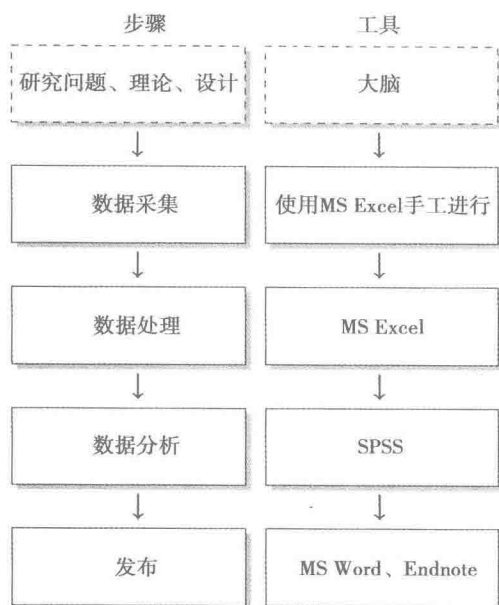 步骤 工具
研究问题、理论、设计 大脑
数据采集 使用MS Excel手工进行
数据处理 MS Excel
数据分析 SPSS
发布 MS Word、Endnote